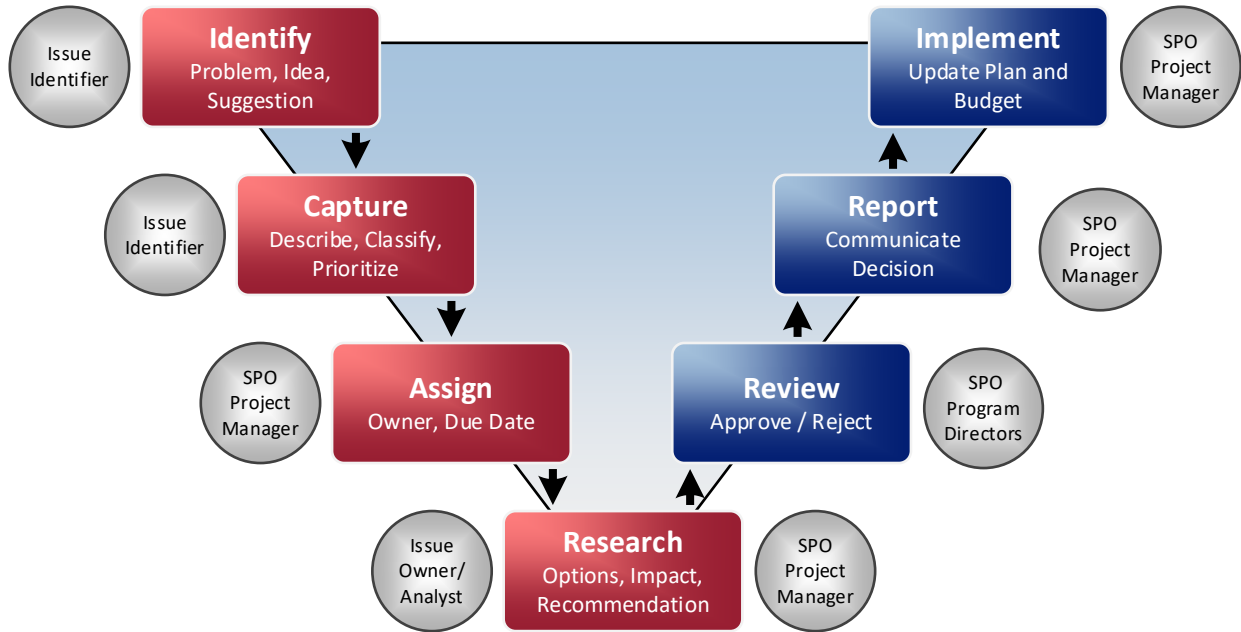 Issue
Identifier
Identify
Problem, Idea,
Suggestion
Implement
Update Plan and
Budget
SPO
Project
Manager
Issue
Identifier
Capture
Describe, Classify,
Prioritize
Report
Communicate
Decision
SPO
Project
Manager
SPO
Project
Manager
Assign
Owner, Due Date
Review
Approve / Reject
SPO
Program
Directors
Issue
Owner/
Analyst
Research
Options, Impact,
Recommendation
SPO
Project
Manager